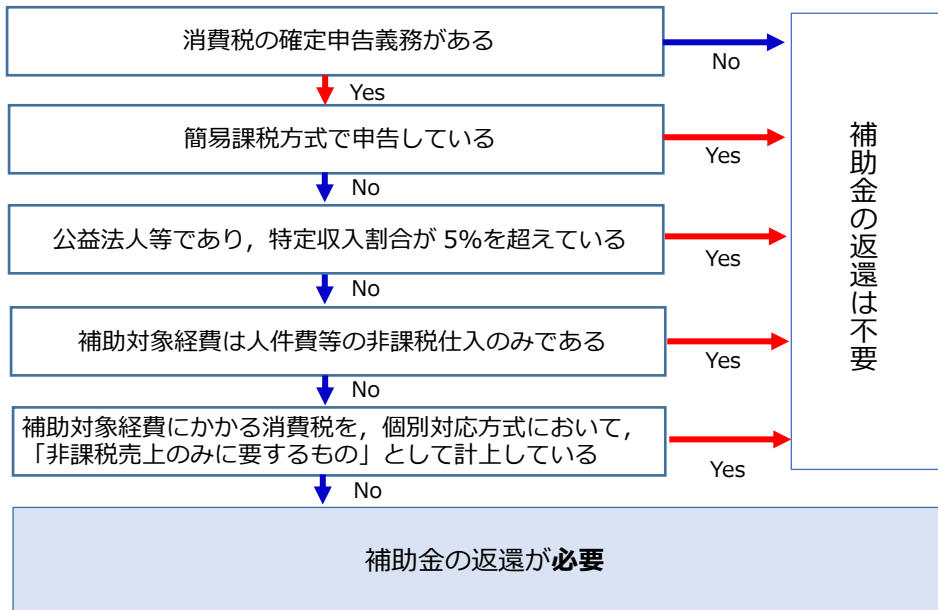 消費税の確定申告義務がある
No
Yes
簡易課税方式で申告している
Yes
No
公益法人等であり，特定収入割合が 5%を超えている
Yes
No
補助対象経費は人件費等の非課税仕入のみである
Yes
No
補助対象経費にかかる消費税を，個別対応方式において，
「非課税売上のみに要するもの」として計上している
Yes
No
補助金の返還は不要
補助金の返還が必要